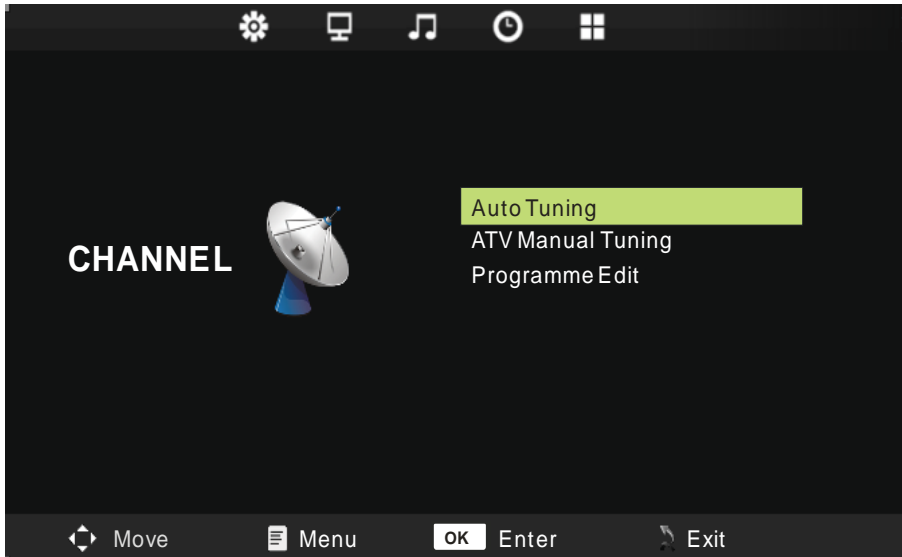 CHANNEL
Auto Tuning
ATV Manual Tuning
Programme Edit
Move Menu OK Enter Exit